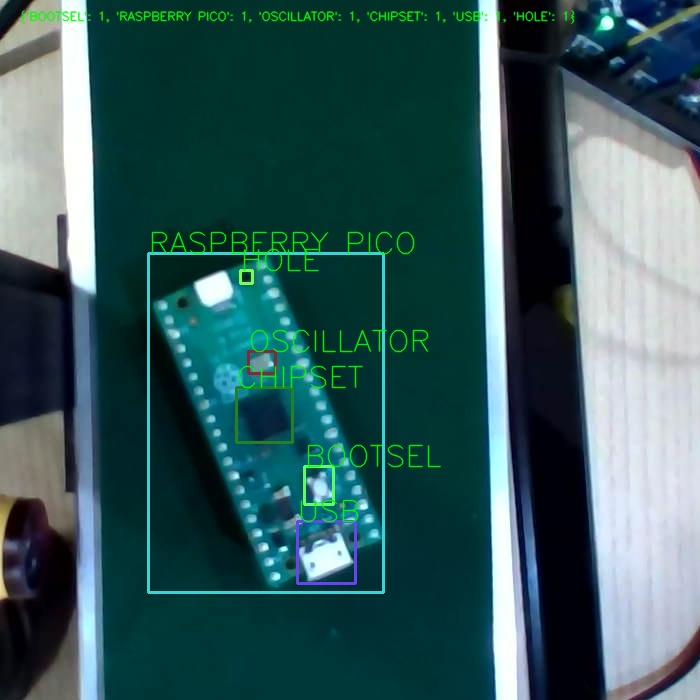 {'BOOTSEL': 1, 'RASPBERRY PICO': 1, 'OSCILLATOR': 1, 'CHIPSET': 1, 'USB': 1, 'HOLE': 1}
RASPBERRY PICO
HOLE
OSCILLATOR
CHIPSET
BOOTSEL
USB